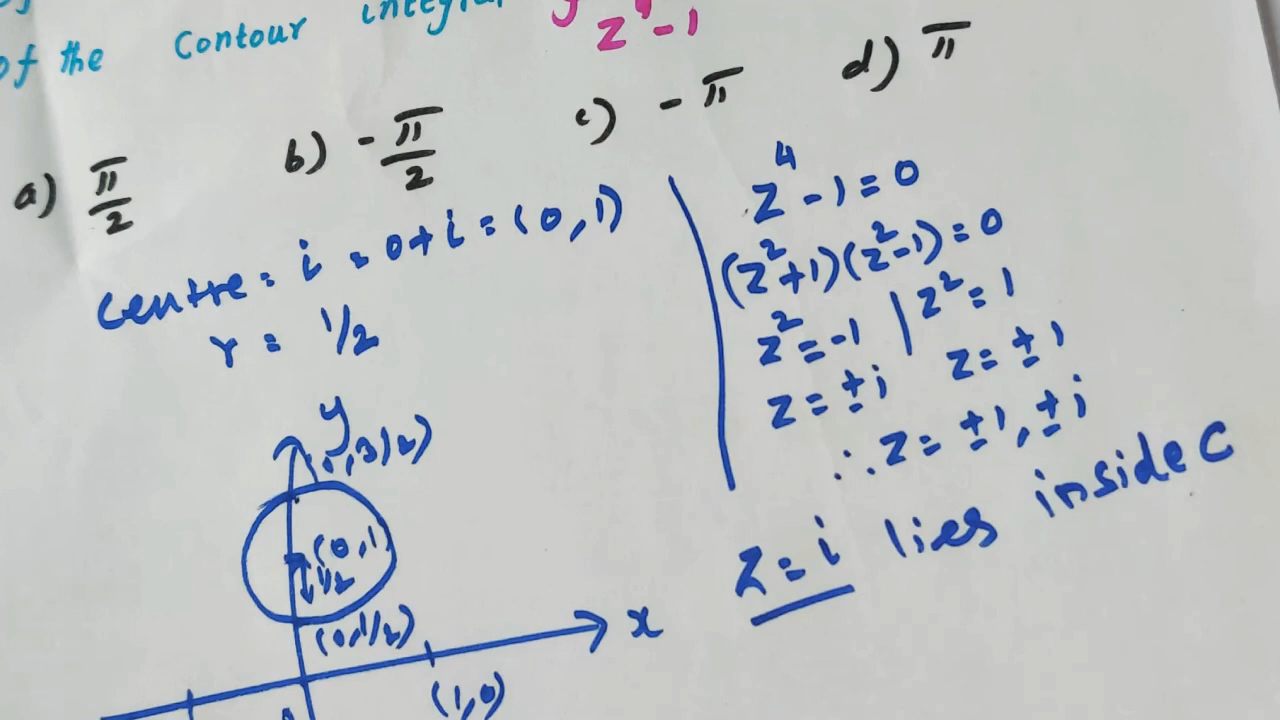 of the contour integral
z⁴-1
a) π/2 b) -π/2 c) -π d) π
Centre = i = 0+i = (0,1)
r = 1/2
y
,3/2)
(0,1
1/2
(0,1/2)
x
(1,0)
z⁴-1=0
(z²+1)(z²-1)=0
z²=-1 | z²=1
z=±i z=±1
∴ z=±1,±i
z=i lies inside C